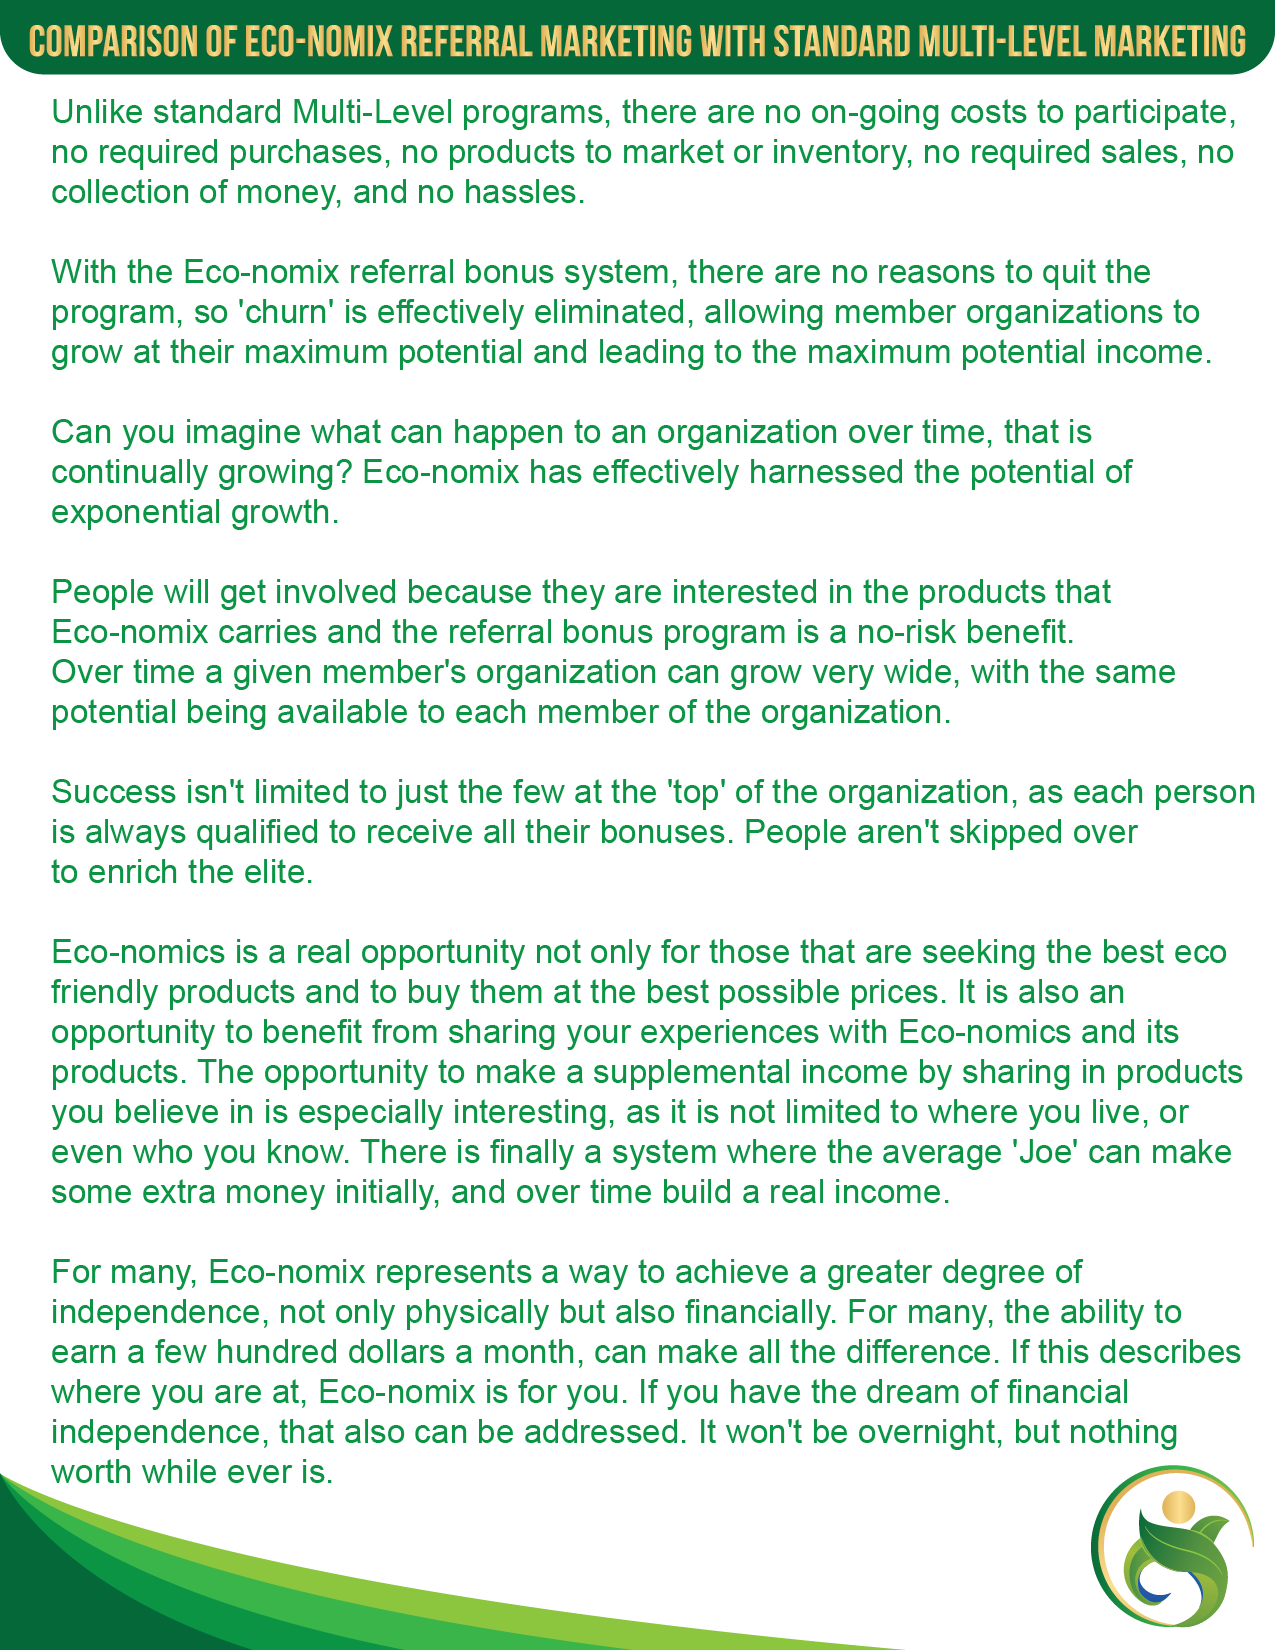 COMPARISON OF ECO-NOMIX REFERRAL MARKETING WITH STANDARD MULTI-LEVEL MARKETING
Unlike standard Multi-Level programs, there are no on-going costs to participate,
no required purchases, no products to market or inventory, no required sales, no
collection of money, and no hassles.
With the Eco-nomix referral bonus system, there are no reasons to quit the
program, so 'churn' is effectively eliminated, allowing member organizations to
grow at their maximum potential and leading to the maximum potential income.
Can you imagine what can happen to an organization over time, that is
continually growing? Eco-nomix has effectively harnessed the potential of
exponential growth.
People will get involved because they are interested in the products that
Eco-nomix carries and the referral bonus program is a no-risk benefit.
Over time a given member's organization can grow very wide, with the same
potential being available to each member of the organization.
Success isn't limited to just the few at the 'top' of the organization, as each person
is always qualified to receive all their bonuses. People aren't skipped over
to enrich the elite.
Eco-nomics is a real opportunity not only for those that are seeking the best eco
friendly products and to buy them at the best possible prices. It is also an
opportunity to benefit from sharing your experiences with Eco-nomics and its
products. The opportunity to make a supplemental income by sharing in products
you believe in is especially interesting, as it is not limited to where you live, or
even who you know. There is finally a system where the average 'Joe' can make
some extra money initially, and over time build a real income.
For many, Eco-nomix represents a way to achieve a greater degree of
independence, not only physically but also financially. For many, the ability to
earn a few hundred dollars a month, can make all the difference. If this describes
where you are at, Eco-nomix is for you. If you have the dream of financial
independence, that also can be addressed. It won't be overnight, but nothing
worth while ever is.